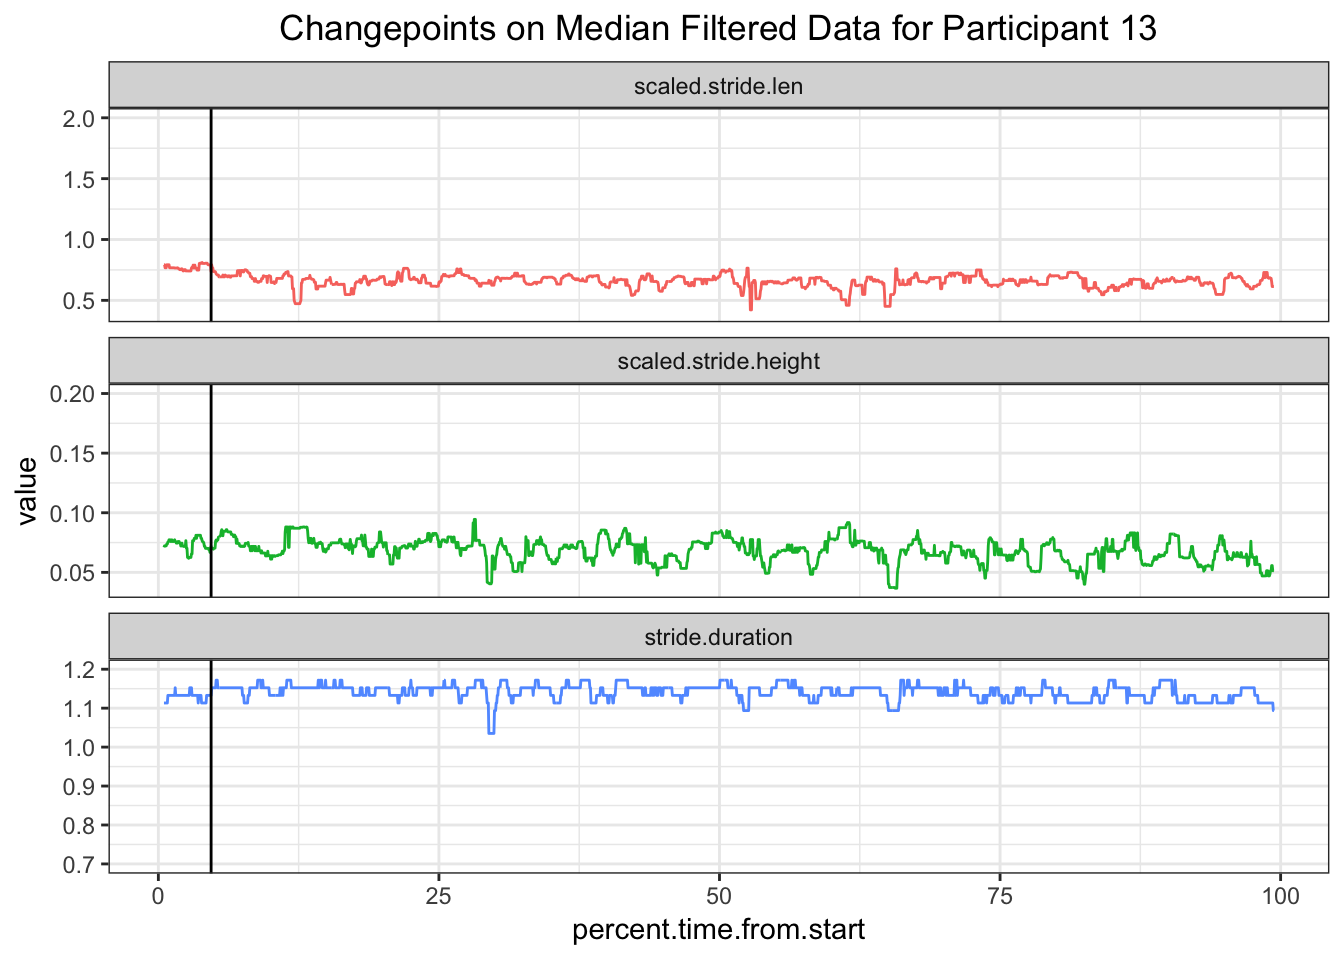 Changepoints on Median Filtered Data for Participant 13
scaled.stride.len
2.0
1.5
1.0
0.5
scaled.stride.height
0.20
0.15
0.10
0.05
value
stride.duration
1.2
1.1
1.0
0.9
0.8
0.7
0 25 50 75 100
percent.time.from.start